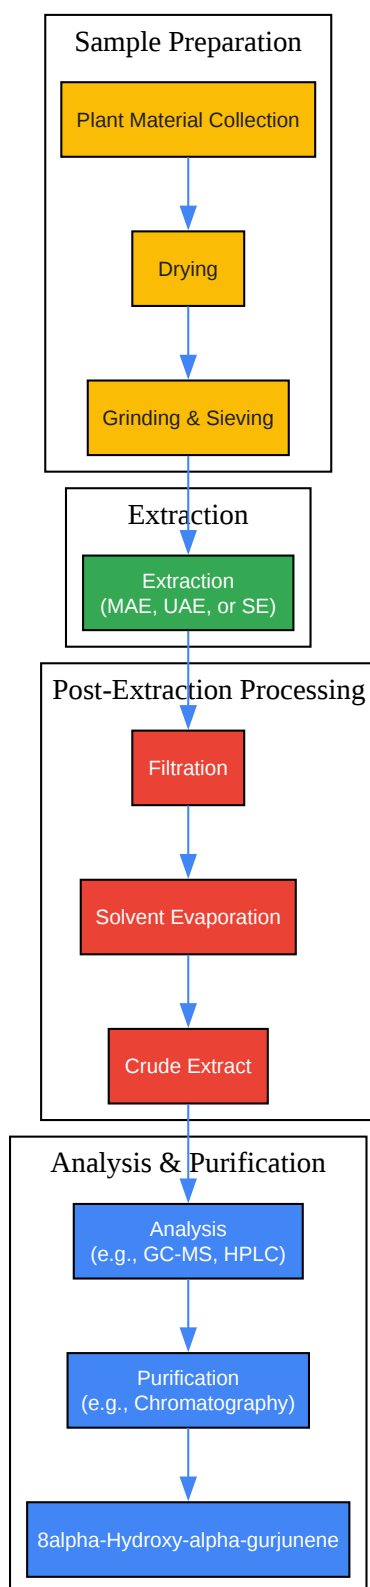 Sample Preparation
Plant Material Collection
Drying
Grinding & Sieving
Extraction
Extraction
(MAE, UAE, or SE)
Post-Extraction Processing
Filtration
Solvent Evaporation
Crude Extract
Analysis & Purification
Analysis
(e.g., GC-MS, HPLC)
Purification
(e.g., Chromatography)
8alpha-Hydroxy-alpha-gurjunene